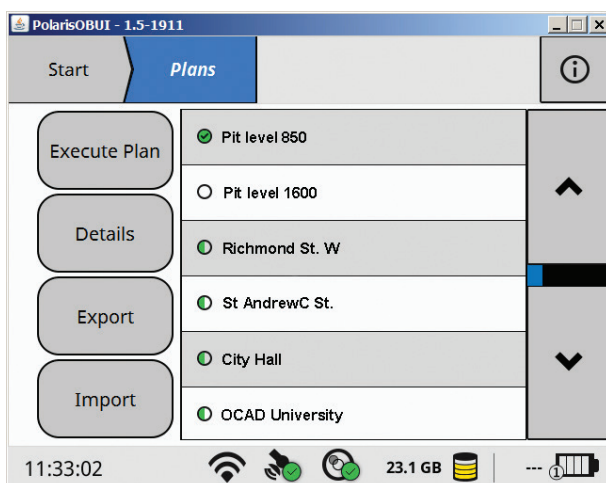 PolarisOBUI - 1.5-1911
Start
Plans
Execute Plan
Details
Export
Import
Pit level 850
Pit level 1600
Richmond St. W
St AndrewC St.
City Hall
OCAD University
11:33:02
23.1 GB
--- 1